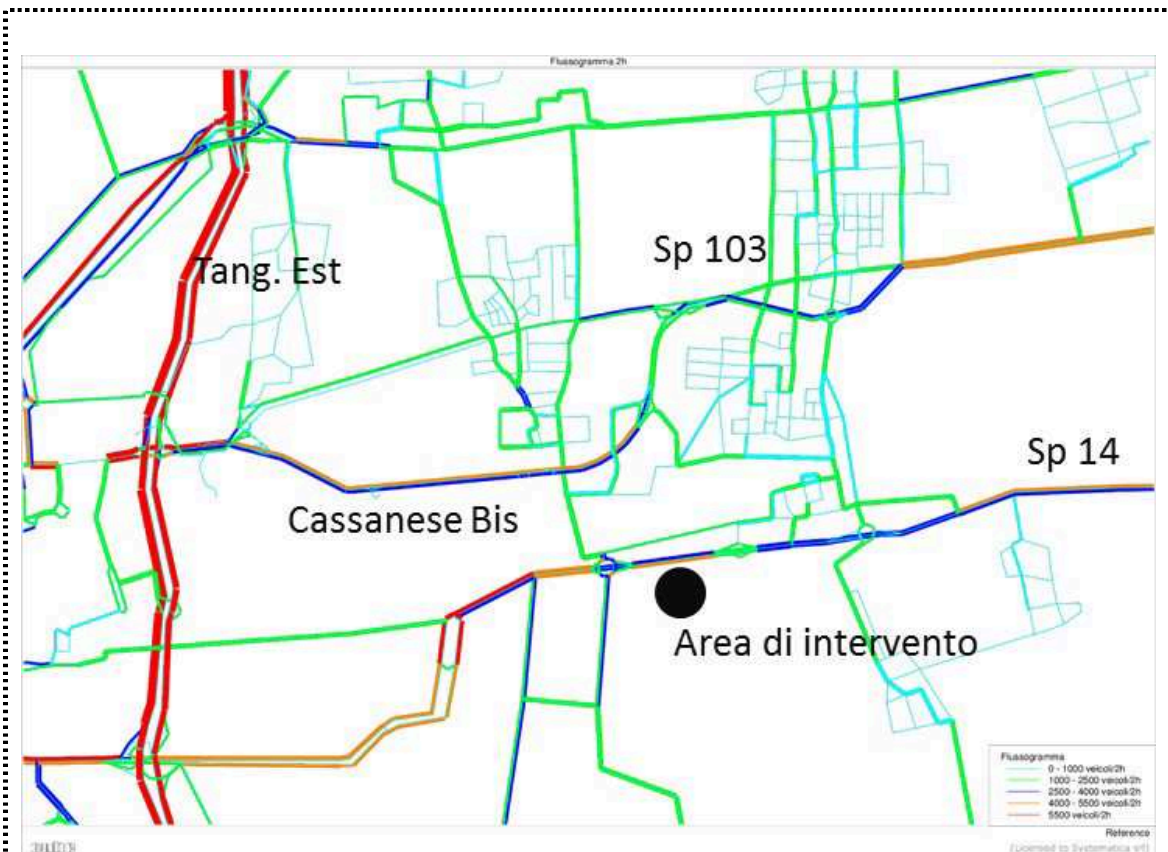 Flussogramma 2h
Sp 103
Tang. Est
Sp 14
Cassanese Bis
Area di intervento
Flussogramma
0 - 1000 veicoli/2h
1000 - 2500 veicoli/2h
2500 - 4000 veicoli/2h
4000 - 5500 veicoli/2h
5500 veicoli/2h
Reference
(Licensed to Systematica srl)